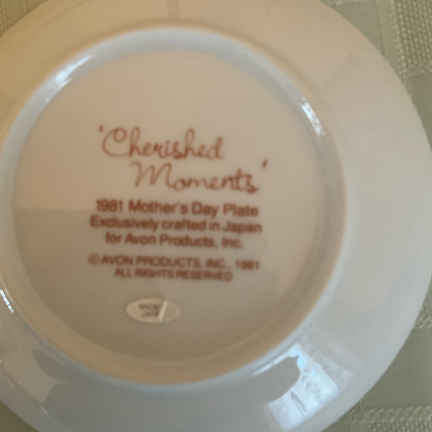 'Cherished
Moments'
1981 Mother's Day Plate
Exclusively crafted in Japan
for Avon Products, Inc.
© AVON PRODUCTS, INC., 1981
ALL RIGHTS RESERVED